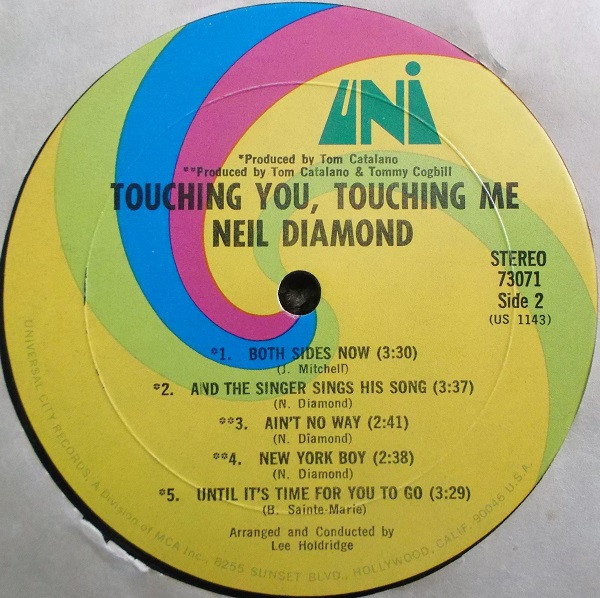 UNI
*Produced by Tom Catalano
**Produced by Tom Catalano & Tommy Cogbill
TOUCHING YOU, TOUCHING ME
NEIL DIAMOND
STEREO
73071
Side 2
(US 1143)
*1. BOTH SIDES NOW (3:30)
(J. Mitchell)
*2. AND THE SINGER SINGS HIS SONG (3:37)
(N. Diamond)
**3. AIN'T NO WAY (2:41)
(N. Diamond)
**4. NEW YORK BOY (2:38)
(N. Diamond)
*5. UNTIL IT'S TIME FOR YOU TO GO (3:29)
(B. Sainte-Marie)
Arranged and Conducted by
Lee Holdridge
UNIVERSAL CITY RECORDS, A Division of MCA Inc., 8255 SUNSET BLVD., HOLLYWOOD, CALIF. 90046 U.S.A.